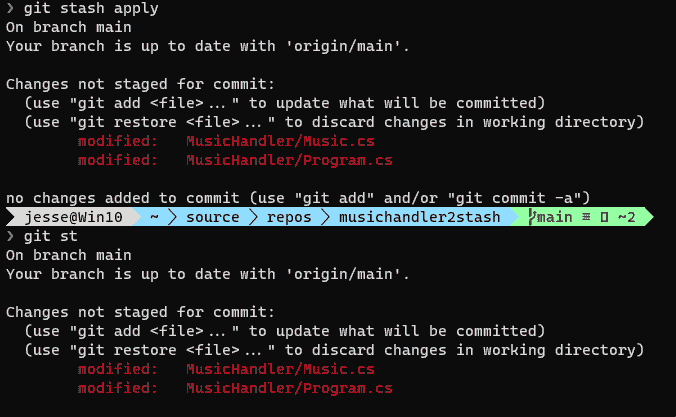 ❯ git stash apply
On branch main
Your branch is up to date with 'origin/main'.
Changes not staged for commit:
(use "git add <file>..." to update what will be committed)
(use "git restore <file>..." to discard changes in working directory)
modified: MusicHandler/Music.cs
modified: MusicHandler/Program.cs
no changes added to commit (use "git add" and/or "git commit -a")
jesse@Win10 ~ source repos musichandler2stash main ≡ ~2
❯ git st
On branch main
Your branch is up to date with 'origin/main'.
Changes not staged for commit:
(use "git add <file>..." to update what will be committed)
(use "git restore <file>..." to discard changes in working directory)
modified: MusicHandler/Music.cs
modified: MusicHandler/Program.cs